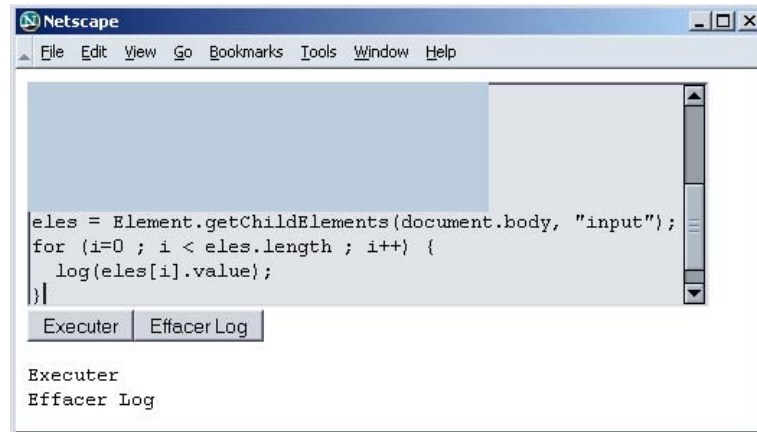 Netscape
File Edit View Go Bookmarks Tools Window Help
eles = Element.getChildElements(document.body, "input");
for (i=0 ; i < eles.length ; i++) {
  log(eles[i].value);
}
Executer Effacer Log
Executer
Effacer Log